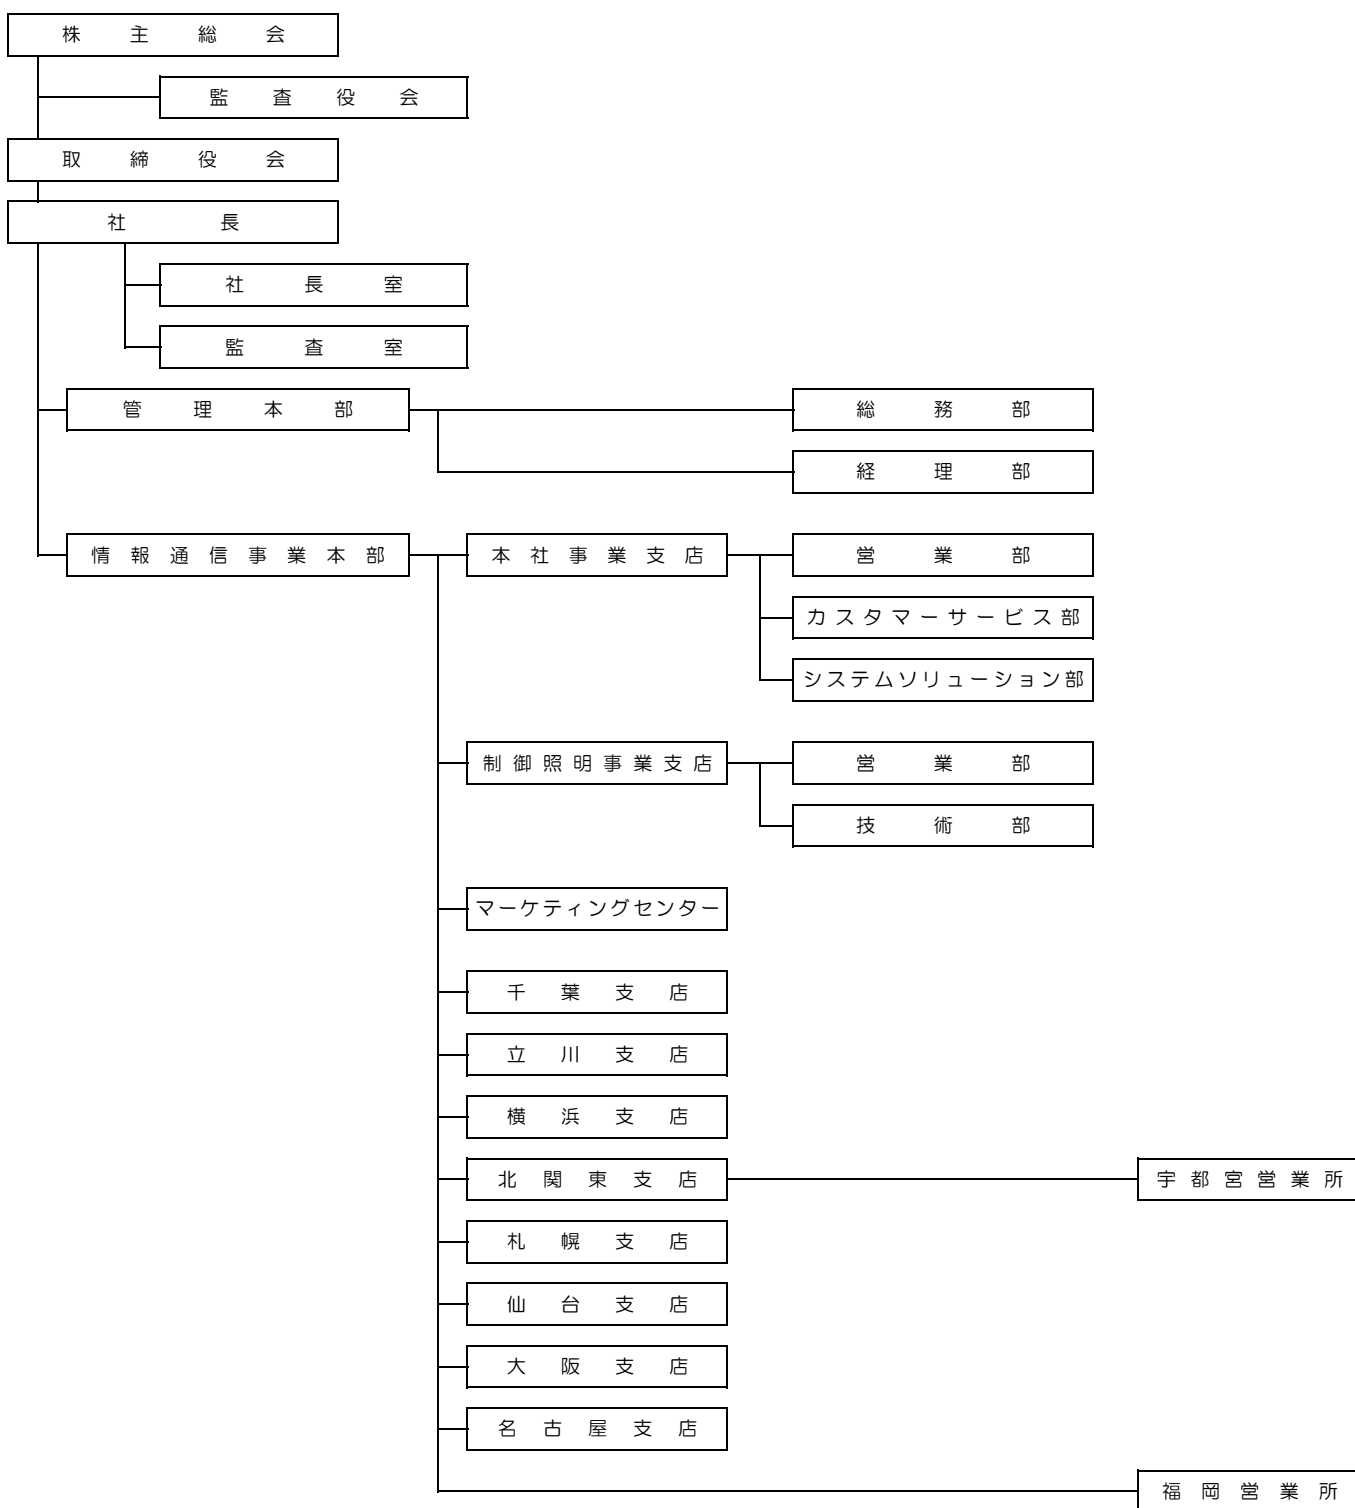 株主総会
監査役会
取締役会
社長
社長室
監査室
管理本部
総務部
経理部
情報通信事業本部
本社事業支店
営業部
カスタマーサービス部
システムソリューション部
制御照明事業支店
営業部
技術部
マーケティングセンター
千葉支店
立川支店
横浜支店
北関東支店
宇都宮営業所
札幌支店
仙台支店
大阪支店
名古屋支店
福岡営業所